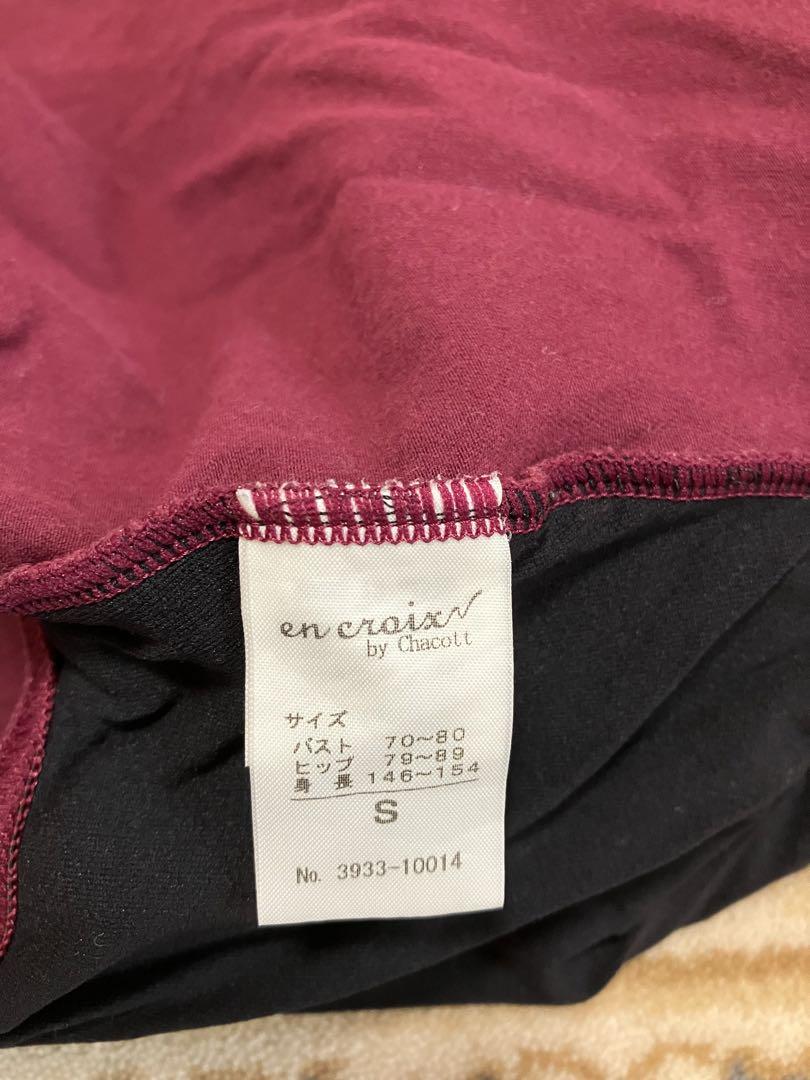 en croix
by Chacott
サイズ
バスト 70~80
ヒップ 79~89
身長 146~154
S
No. 3933-10014